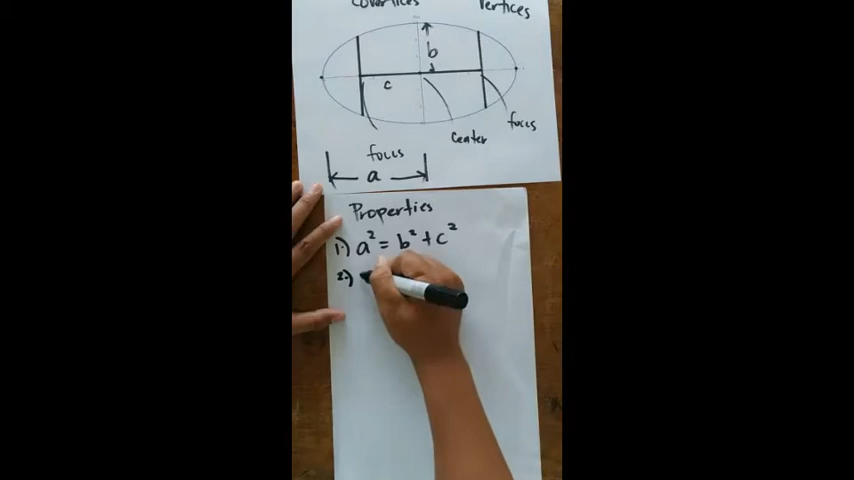 Covertices
Vertices
b
c
focus
center
focus
a
Properties
1.) a² = b² + c²
2.)